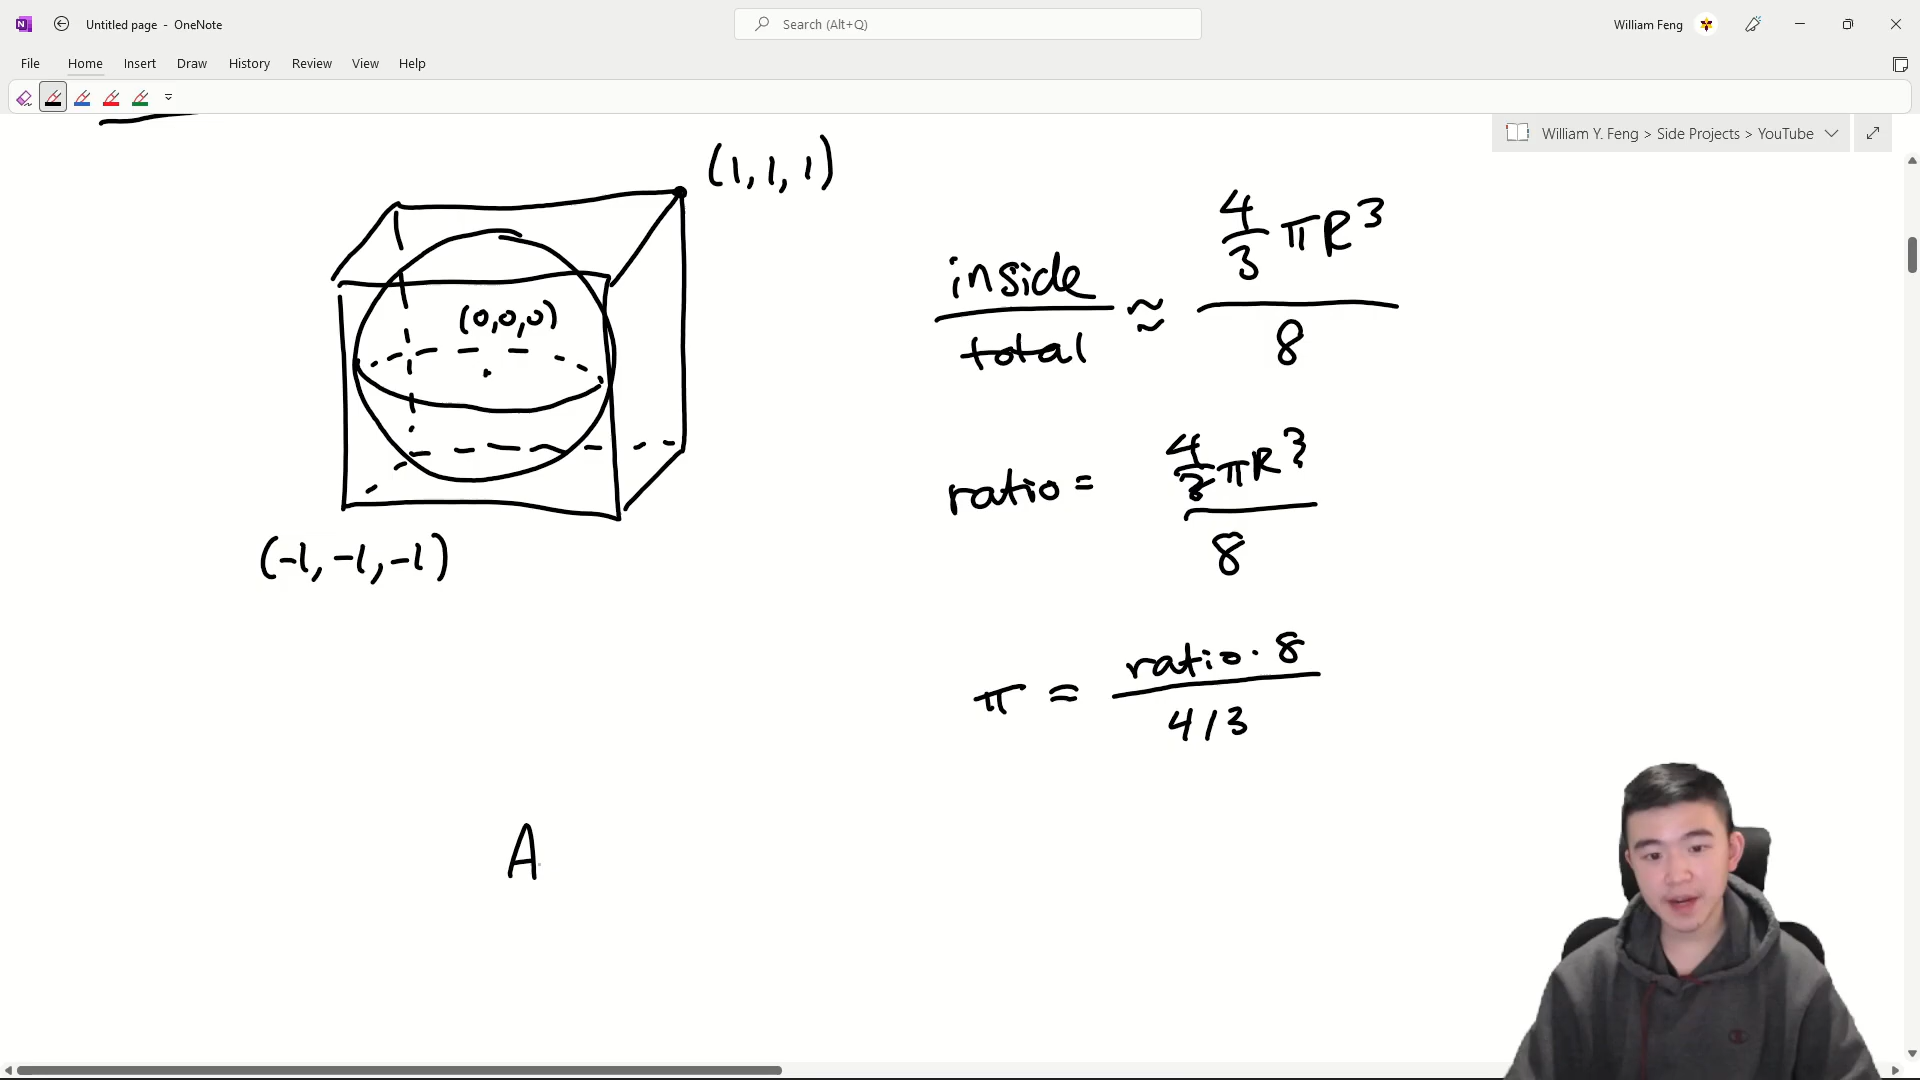 Untitled page - OneNote
Search (Alt+Q)
William Feng
File Home Insert Draw History Review View Help
William Y. Feng > Side Projects > YouTube
(1, 1, 1)
(0,0,0)
(-1, -1, -1)
inside / total ≈ 4/3 πR³ / 8
ratio = 4/3 πR³ / 8
π = ratio · 8 / 4/3
A